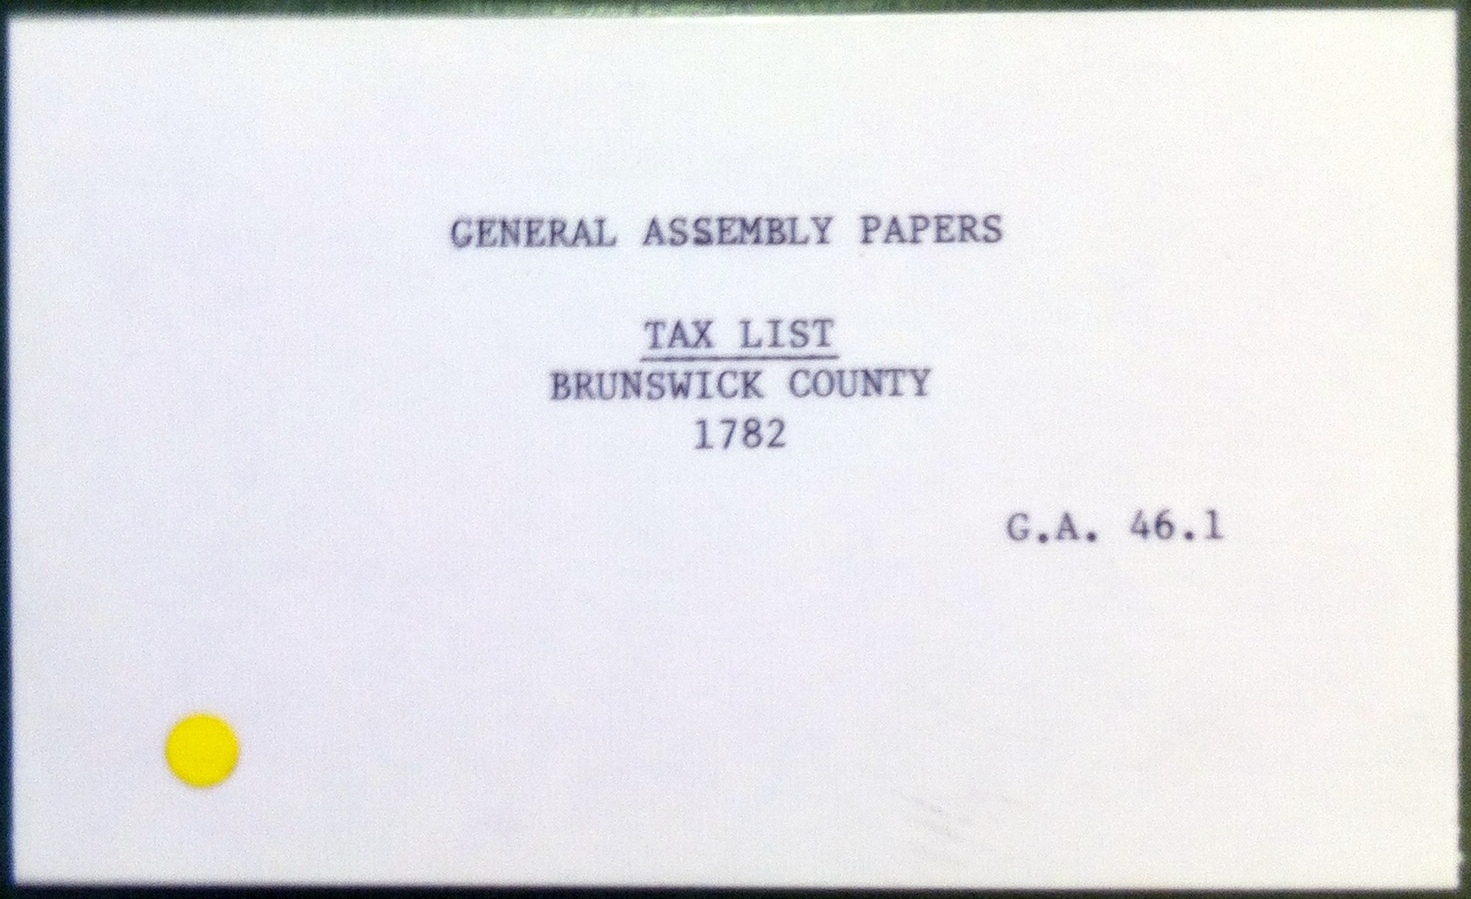 GENERAL ASSEMBLY PAPERS
TAX LIST
BRUNSWICK COUNTY
1782
G.A. 46.1